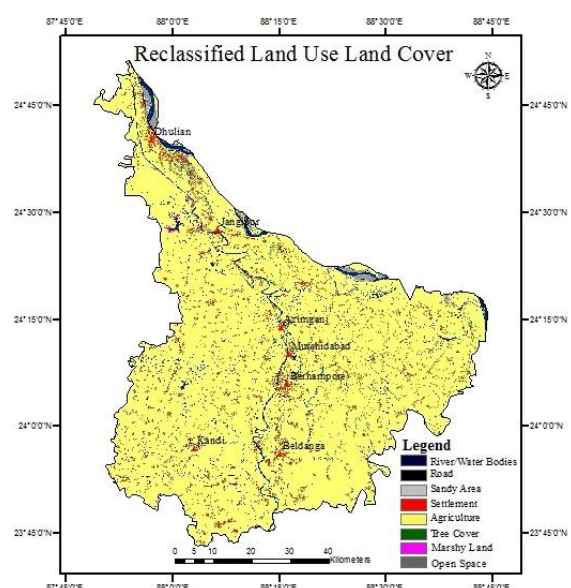 87°45'0"E 88°0'0"E 88°15'0"E 88°30'0"E 88°45'0"E
Reclassified Land Use Land Cover
N
W E
S
24°45'0"N 24°45'0"N
Dhulian
24°30'0"N 24°30'0"N
Jangipur
24°15'0"N 24°15'0"N
Azimganj
Murshidabad
Berhampore
24°0'0"N 24°0'0"N
Kandi
Beldanga
Legend
River/Water Bodies
Road
Sandy Area
Settlement
Agriculture
Tree Cover
Marshy Land
Open Space
23°45'0"N 23°45'0"N
0 5 10 20 30 40
Kilometers
87°45'0"E 88°0'0"E 88°15'0"E 88°30'0"E 88°45'0"E